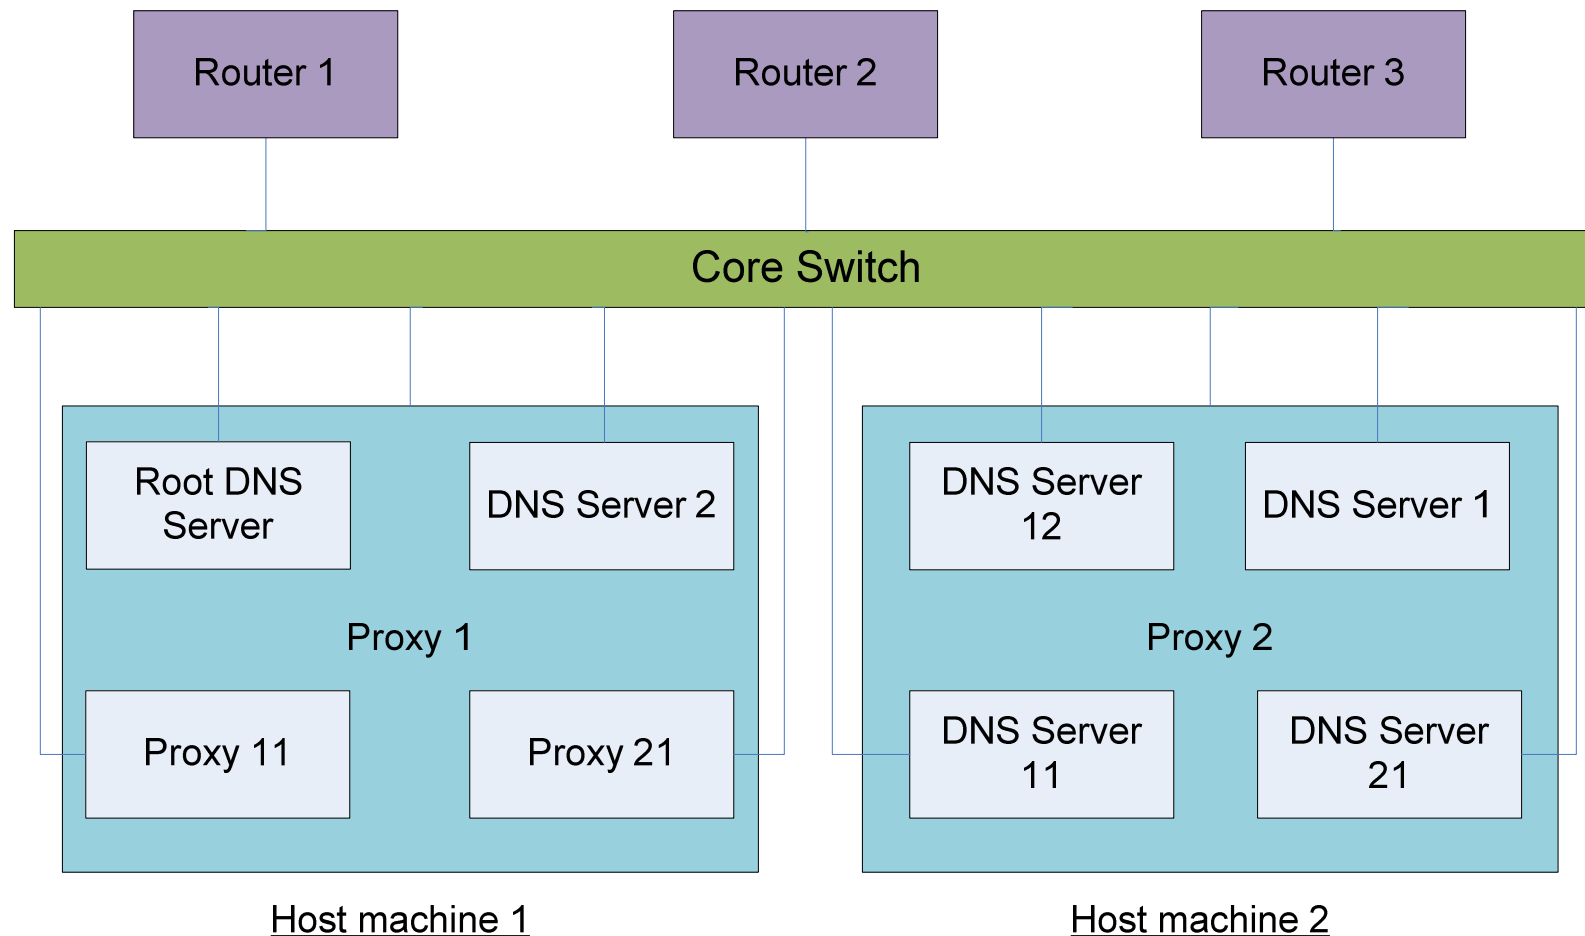 Router 1
Router 2
Router 3
Core Switch
Root DNS
Server
DNS Server 2
Proxy 1
Proxy 11
Proxy 21
Host machine 1
DNS Server
12
DNS Server 1
Proxy 2
DNS Server
11
DNS Server
21
Host machine 2